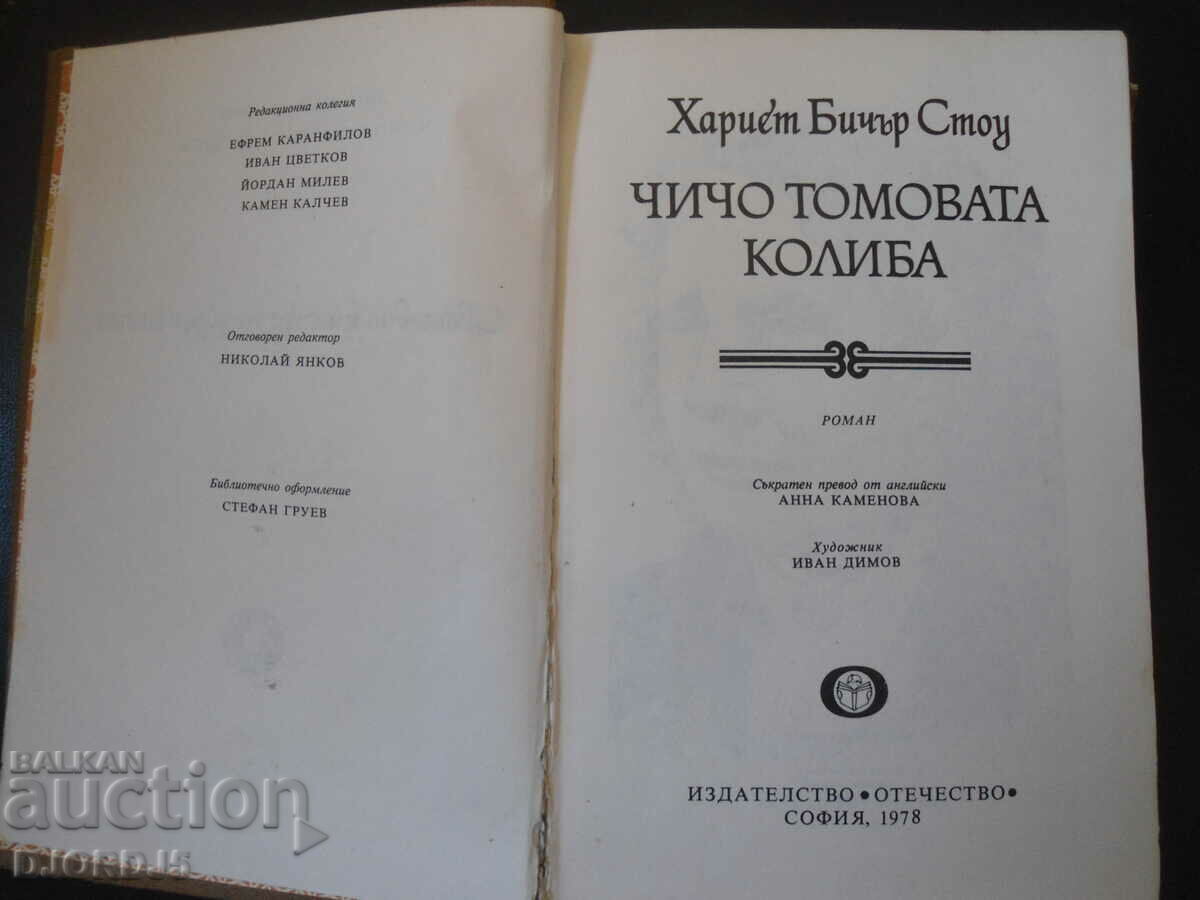 Редакционна колегия
ЕФРЕМ КАРАНФИЛОВ
ИВАН ЦВЕТКОВ
ЙОРДАН МИЛЕВ
КАМЕН КАЛЧЕВ
Отговорен редактор
НИКОЛАЙ ЯНКОВ
Библиотечно оформление
СТЕФАН ГРУЕВ
Хариет Бичър Стоу
ЧИЧО ТОМОВАТА
КОЛИБА
РОМАН
Съкратен превод от английски
АННА КАМЕНОВА
Художник
ИВАН ДИМОВ
ИЗДАТЕЛСТВО • ОТЕЧЕСТВО •
СОФИЯ, 1978
BALKAN
auction
DJORDJ5